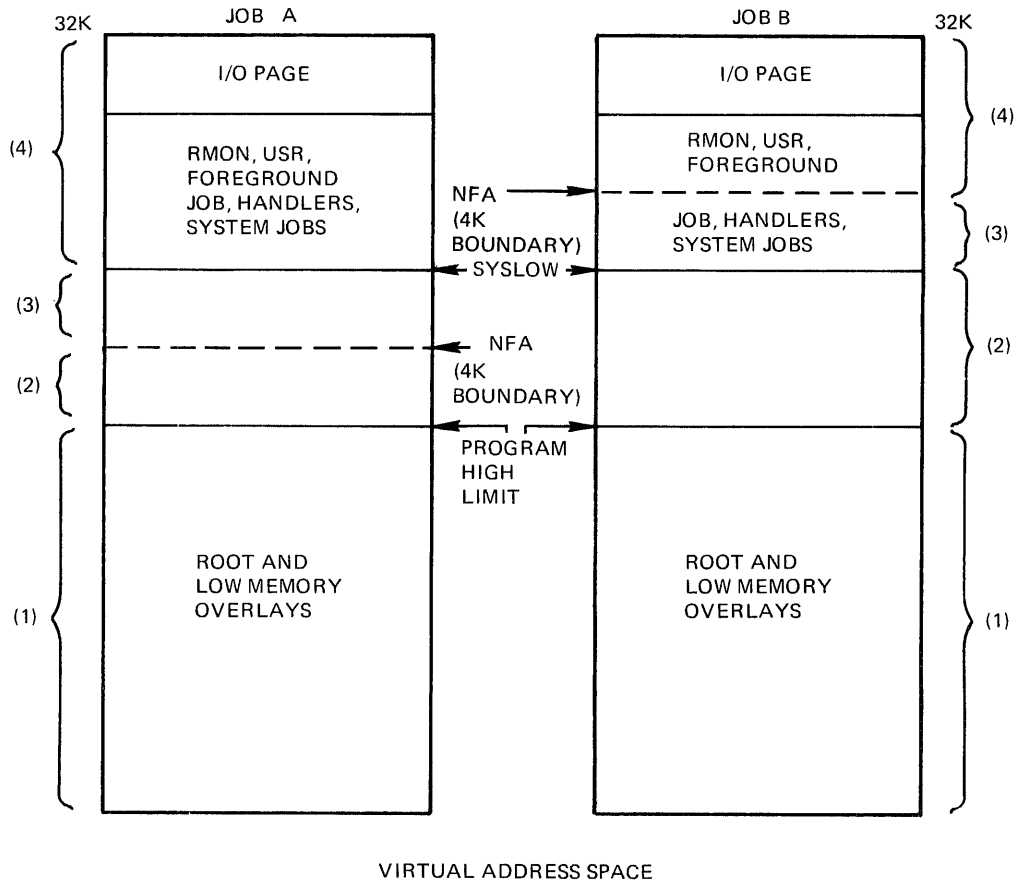 JOB A
JOB B
32K
32K
I/O PAGE
I/O PAGE
(4)
(4)
RMON, USR,
FOREGROUND
JOB, HANDLERS,
SYSTEM JOBS
RMON, USR,
FOREGROUND
NFA
(4K
BOUNDARY)
JOB, HANDLERS,
SYSTEM JOBS
(3)
SYSLOW
(3)
(2)
NFA
(4K
BOUNDARY)
(2)
PROGRAM
HIGH
LIMIT
ROOT AND
LOW MEMORY
OVERLAYS
ROOT AND
LOW MEMORY
OVERLAYS
(1)
(1)
VIRTUAL ADDRESS SPACE